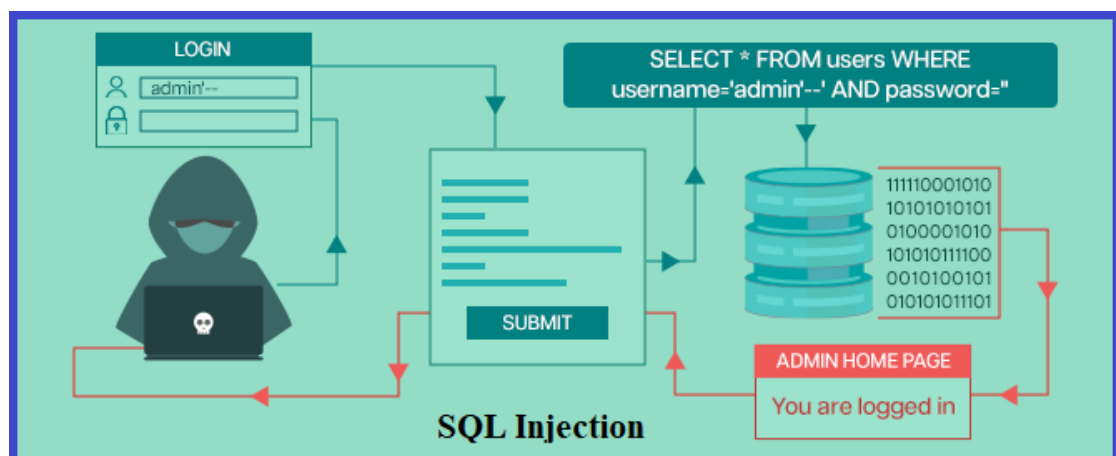 LOGIN
admin'--
SELECT * FROM users WHERE
username='admin'--' AND password=''
111110001010
10101010101
0100001010
101010111100
0010100101
010101011101
SUBMIT
ADMIN HOME PAGE
You are logged in
SQL Injection